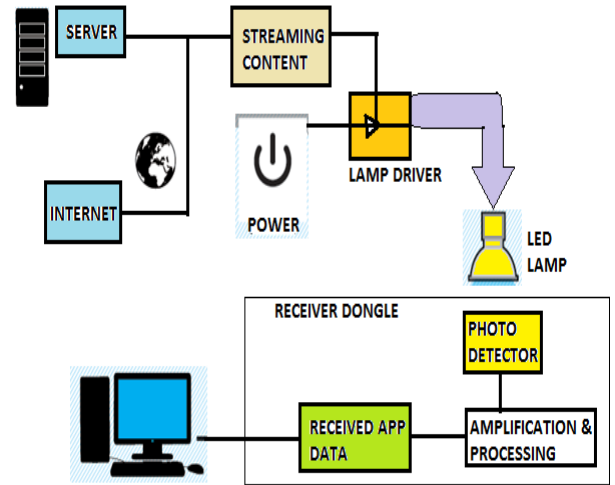 SERVER
STREAMING
CONTENT
LAMP DRIVER
INTERNET
POWER
LED
LAMP
RECEIVER DONGLE
PHOTO
DETECTOR
RECEIVED APP
DATA
AMPLIFICATION &
PROCESSING